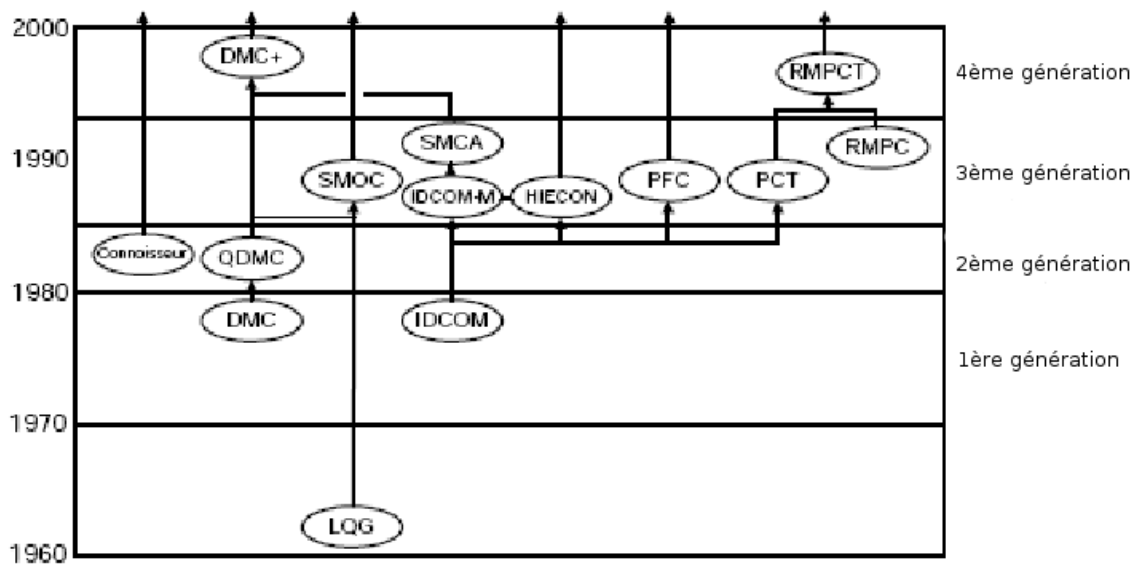 2000
DMC+
RMPCT
4ème génération
SMCA
RMPC
1990
SMOC
IDCOM-M
HIECON
PFC
PCT
3ème génération
Connoisseur
QDMC
2ème génération
1980
DMC
IDCOM
1ère génération
1970
LQG
1960